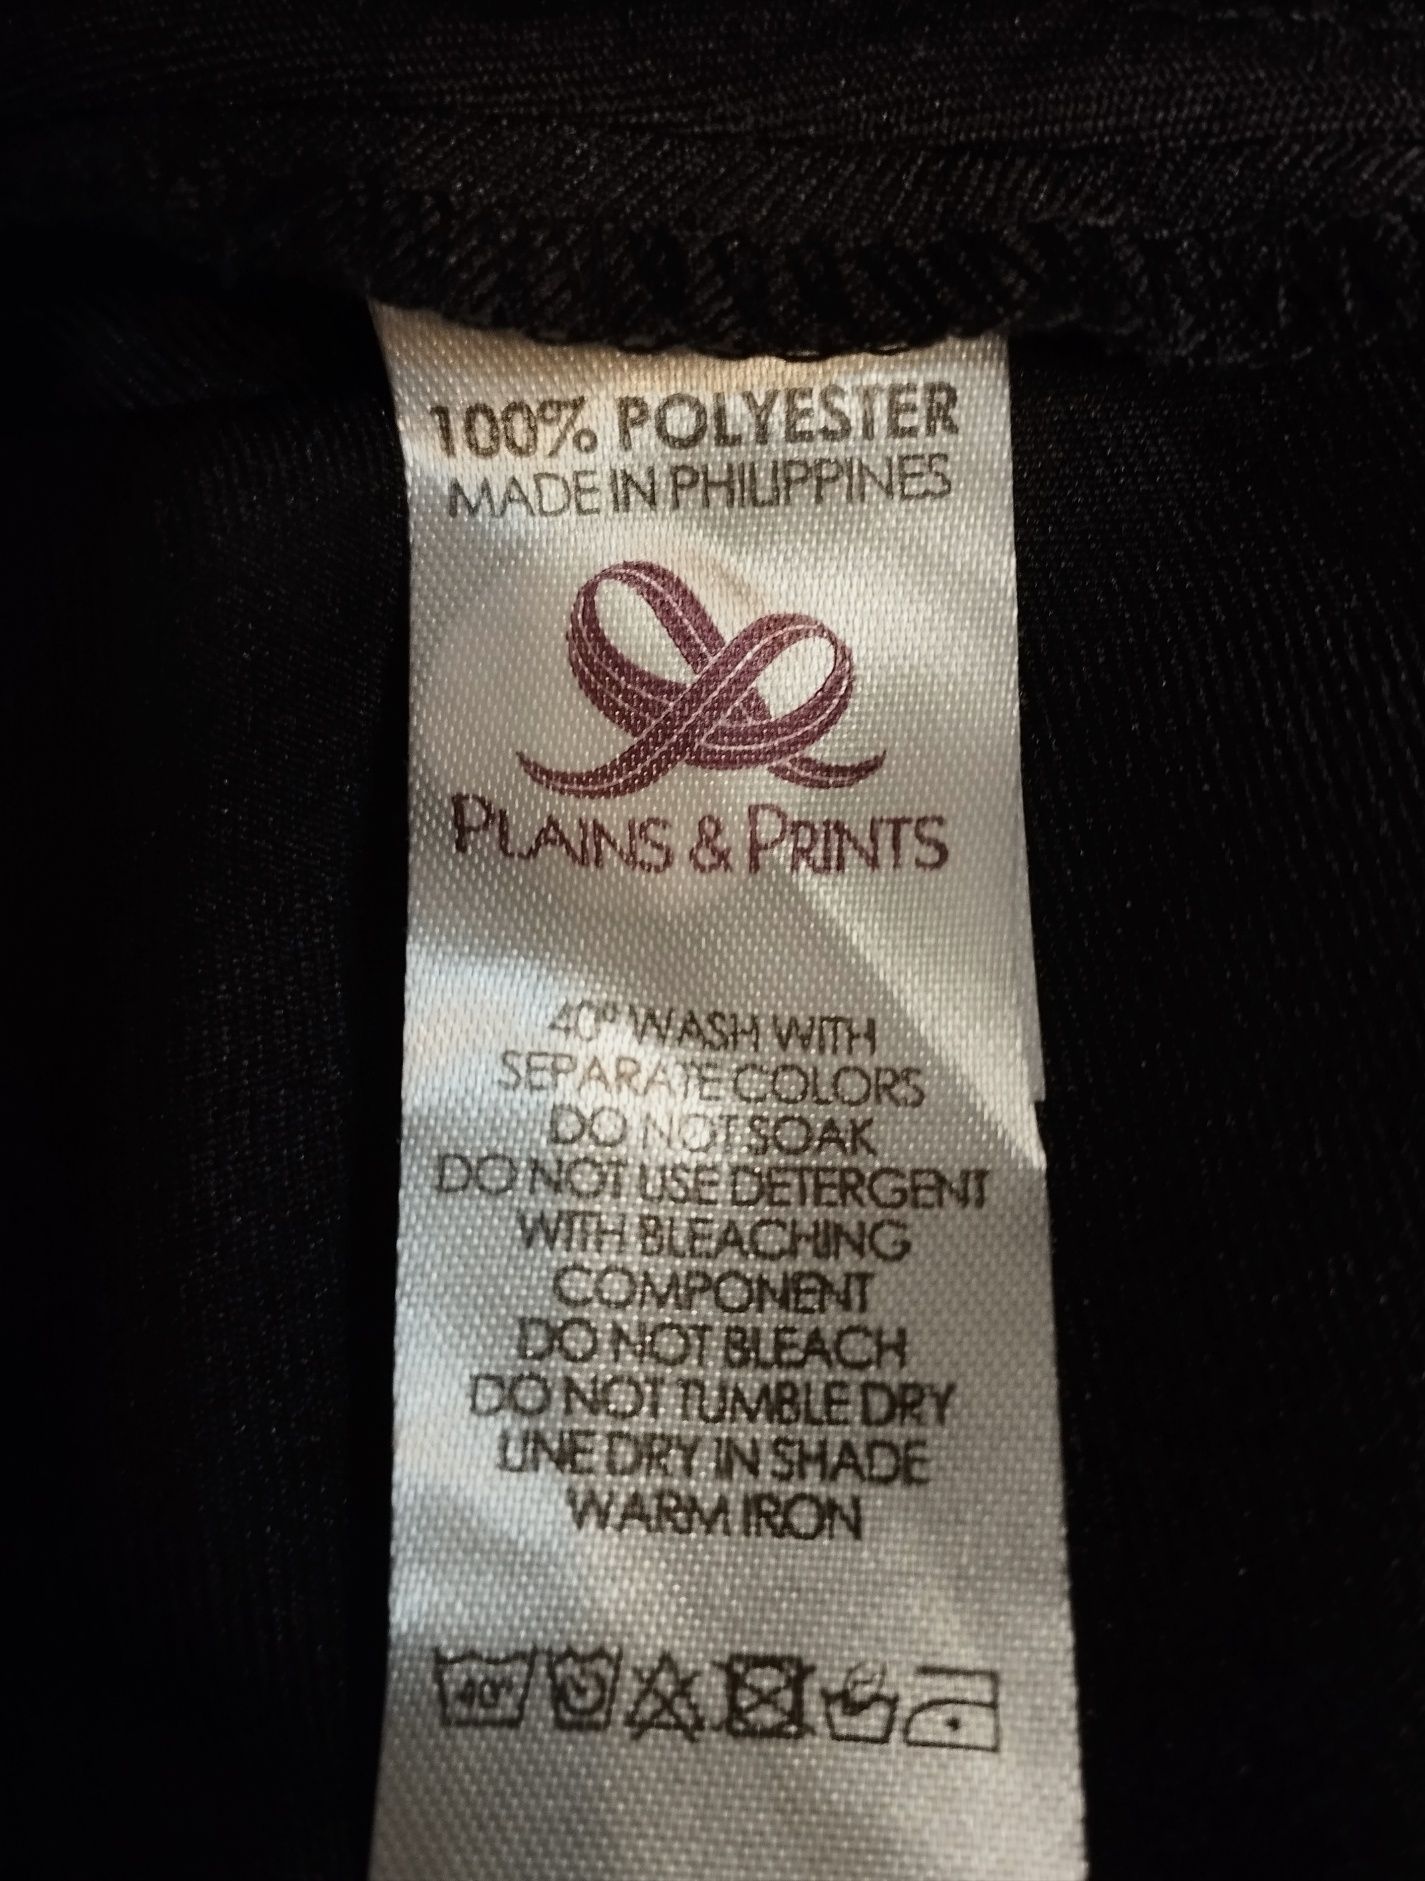 100% POLYESTER
MADE IN PHILIPPINES
PLAINS & PRINTS
40° WASH WITH
SEPARATE COLORS
DO NOT SOAK
DO NOT USE DETERGENT
WITH BLEACHING
COMPONENT
DO NOT BLEACH
DO NOT TUMBLE DRY
LINE DRY IN SHADE
WARM IRON
40°